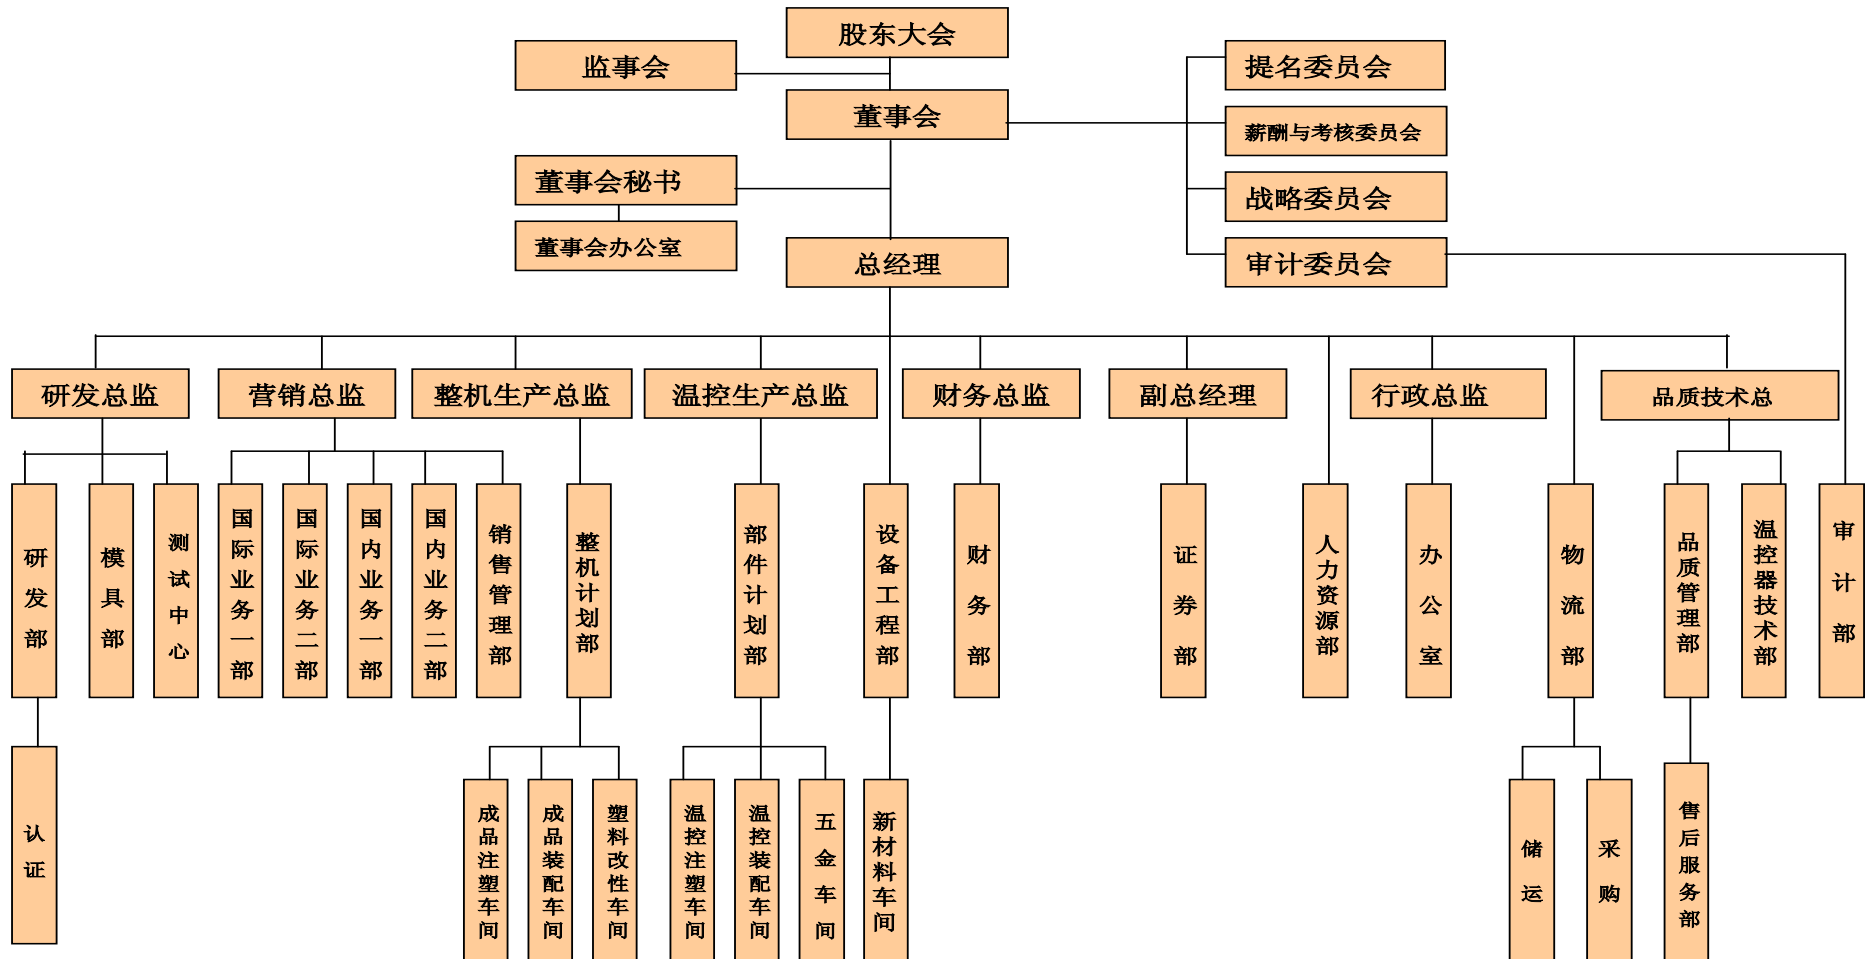 股东大会
监事会
提名委员会
董事会
薪酬与考核委员会
董事会秘书
战略委员会
董事会办公室
总经理
审计委员会
研发总监
营销总监
整机生产总监
温控生产总监
财务总监
副总经理
行政总监
品质技术总
研发部
模具部
测试中心
国际业务一部
国际业务二部
国内业务一部
国内业务二部
销售管理部
整机计划部
部件计划部
设备工程部
财务部
证券部
人力资源部
办公室
物流部
品质管理部
温控器技术部
审计部
认证
成品注塑车间
成品装配车间
塑料改性车间
温控注塑车间
温控装配车间
五金车间
新材料车间
储运
采购
售后服务部